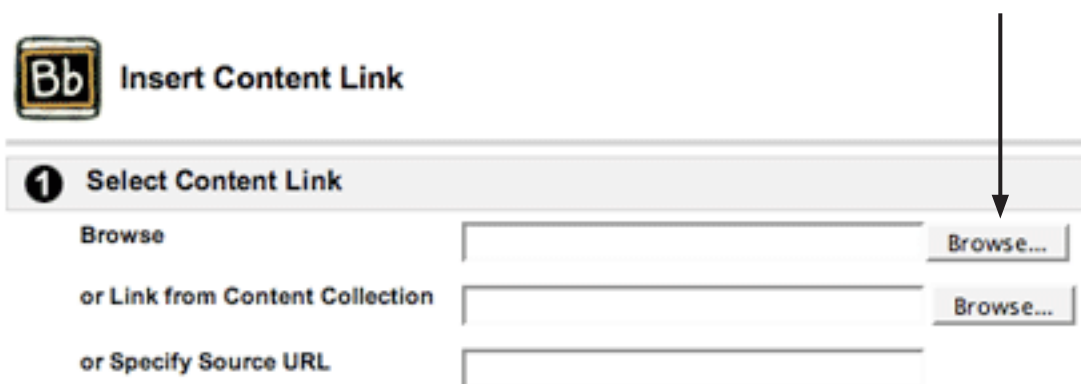 Bb Insert Content Link
1 Select Content Link
Browse Browse...
or Link from Content Collection Browse...
or Specify Source URL